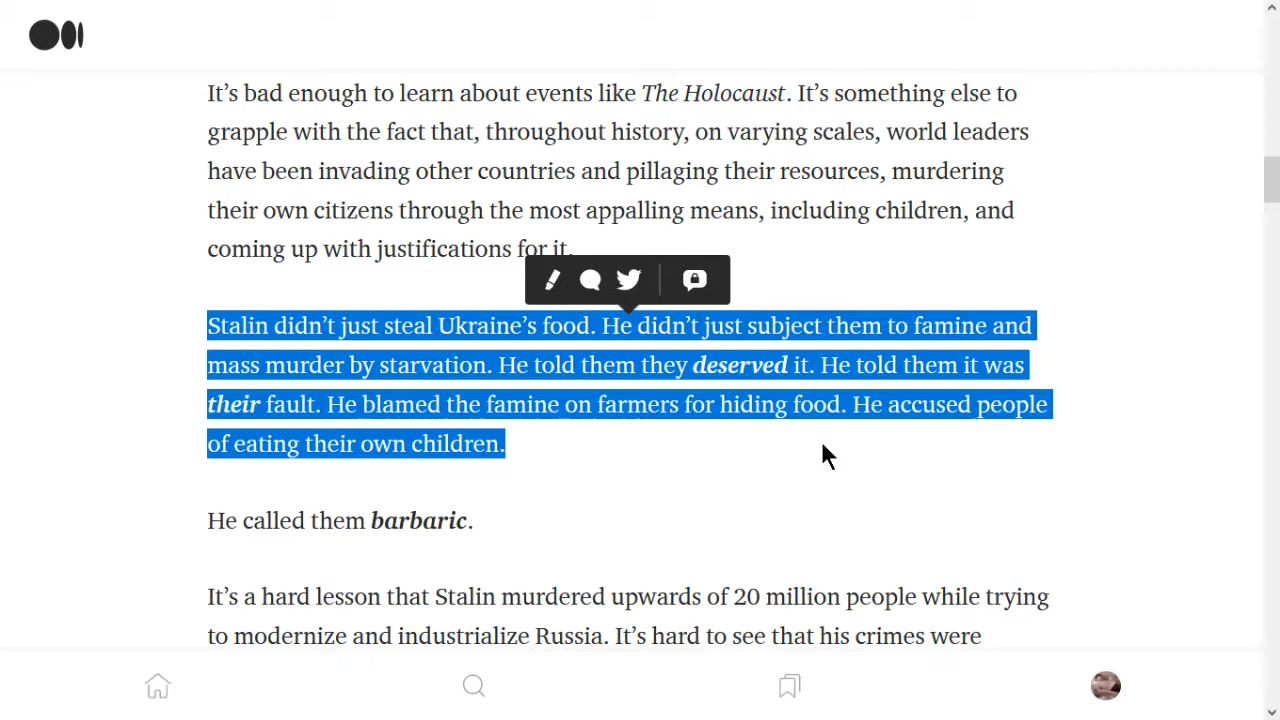 It’s bad enough to learn about events like The Holocaust. It’s something else to
grapple with the fact that, throughout history, on varying scales, world leaders
have been invading other countries and pillaging their resources, murdering
their own citizens through the most appalling means, including children, and
coming up with justifications for it.
Stalin didn’t just steal Ukraine’s food. He didn’t just subject them to famine and
mass murder by starvation. He told them they deserved it. He told them it was
their fault. He blamed the famine on farmers for hiding food. He accused people
of eating their own children.
He called them barbaric.
It’s a hard lesson that Stalin murdered upwards of 20 million people while trying
to modernize and industrialize Russia. It’s hard to see that his crimes were